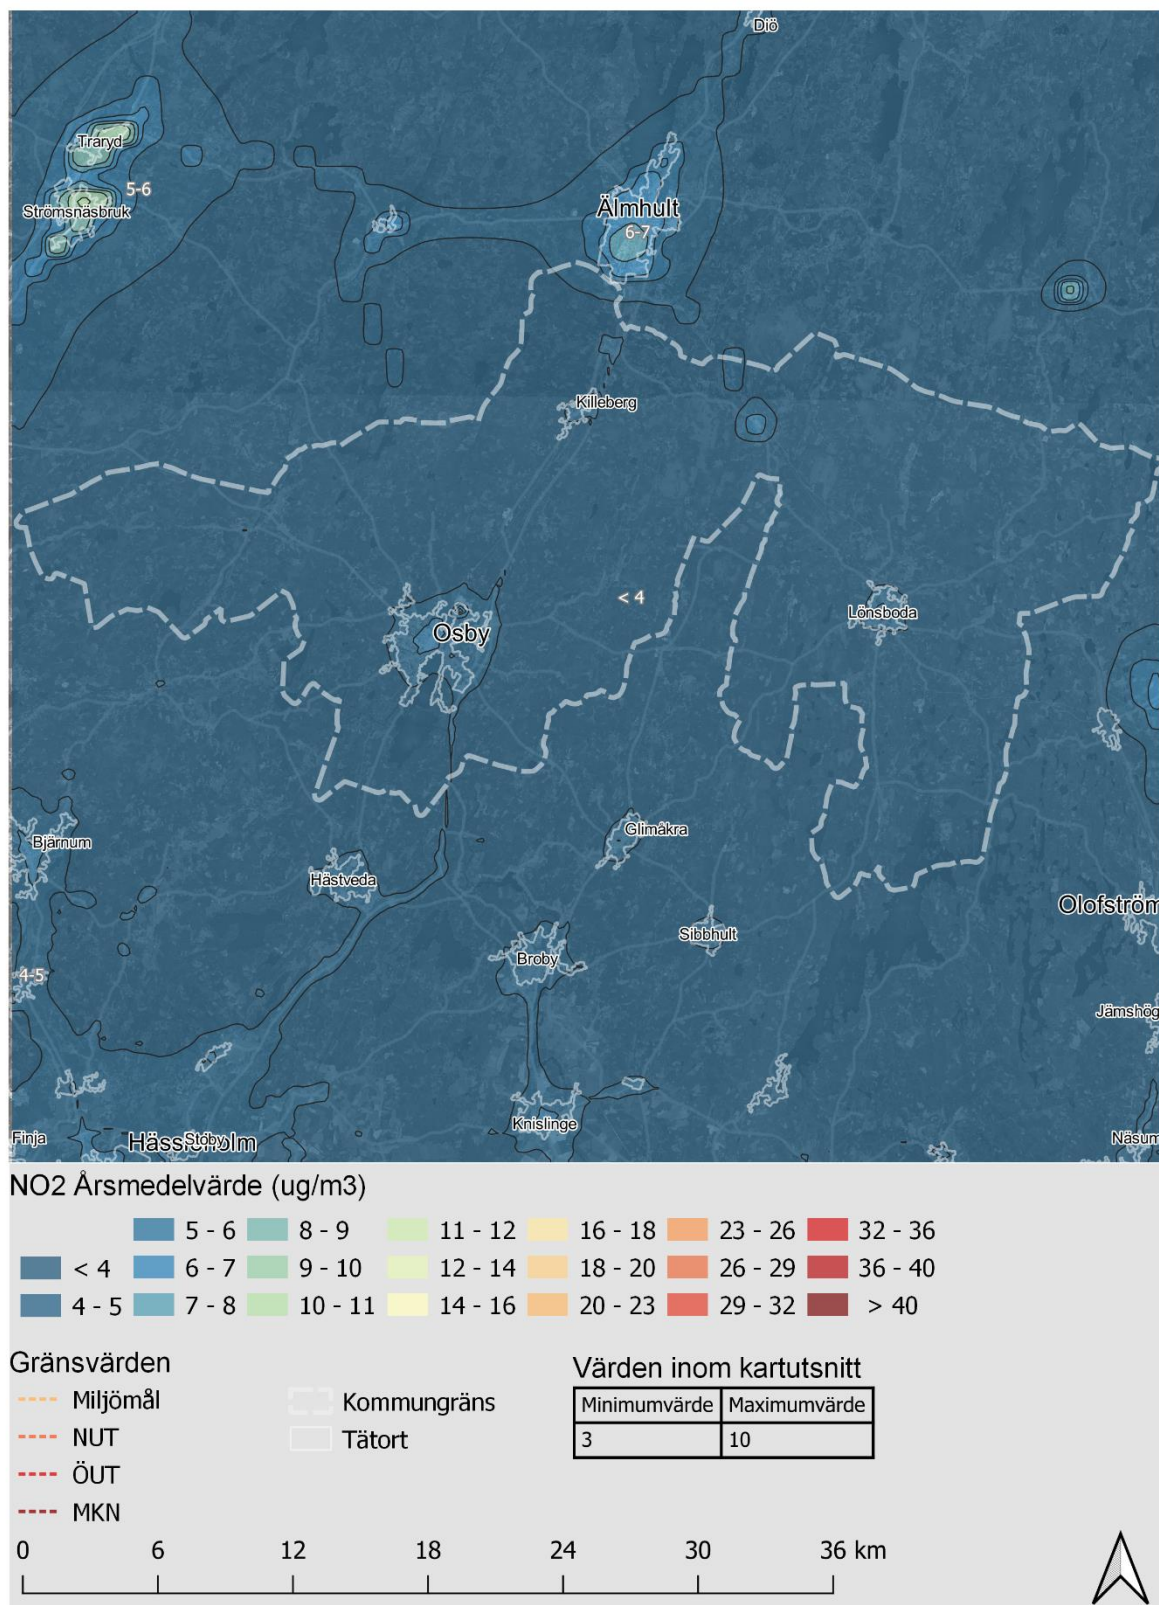 Diö
Traryd
5-6
Strömsnäsbruk
Älmhult
6-7
Killeberg
< 4
Lönsboda
Osby
Glimåkra
Bjärnum
Hästveda
Olofström
Sibbhult
Broby
4-5
Jämshög
Knislinge
Finja
Stoby
Näsum
NO2 Årsmedelvärde (ug/m3)
5 - 6 8 - 9 11 - 12 16 - 18 23 - 26 32 - 36
< 4 6 - 7 9 - 10 12 - 14 18 - 20 26 - 29 36 - 40
4 - 5 7 - 8 10 - 11 14 - 16 20 - 23 29 - 32 > 40
Gränsvärden
Miljömål
NUT
ÖUT
MKN
Kommungräns
Tätort
Värden inom kartutsnitt
Minimumvärde Maximumvärde
3 10
0 6 12 18 24 30 36 km